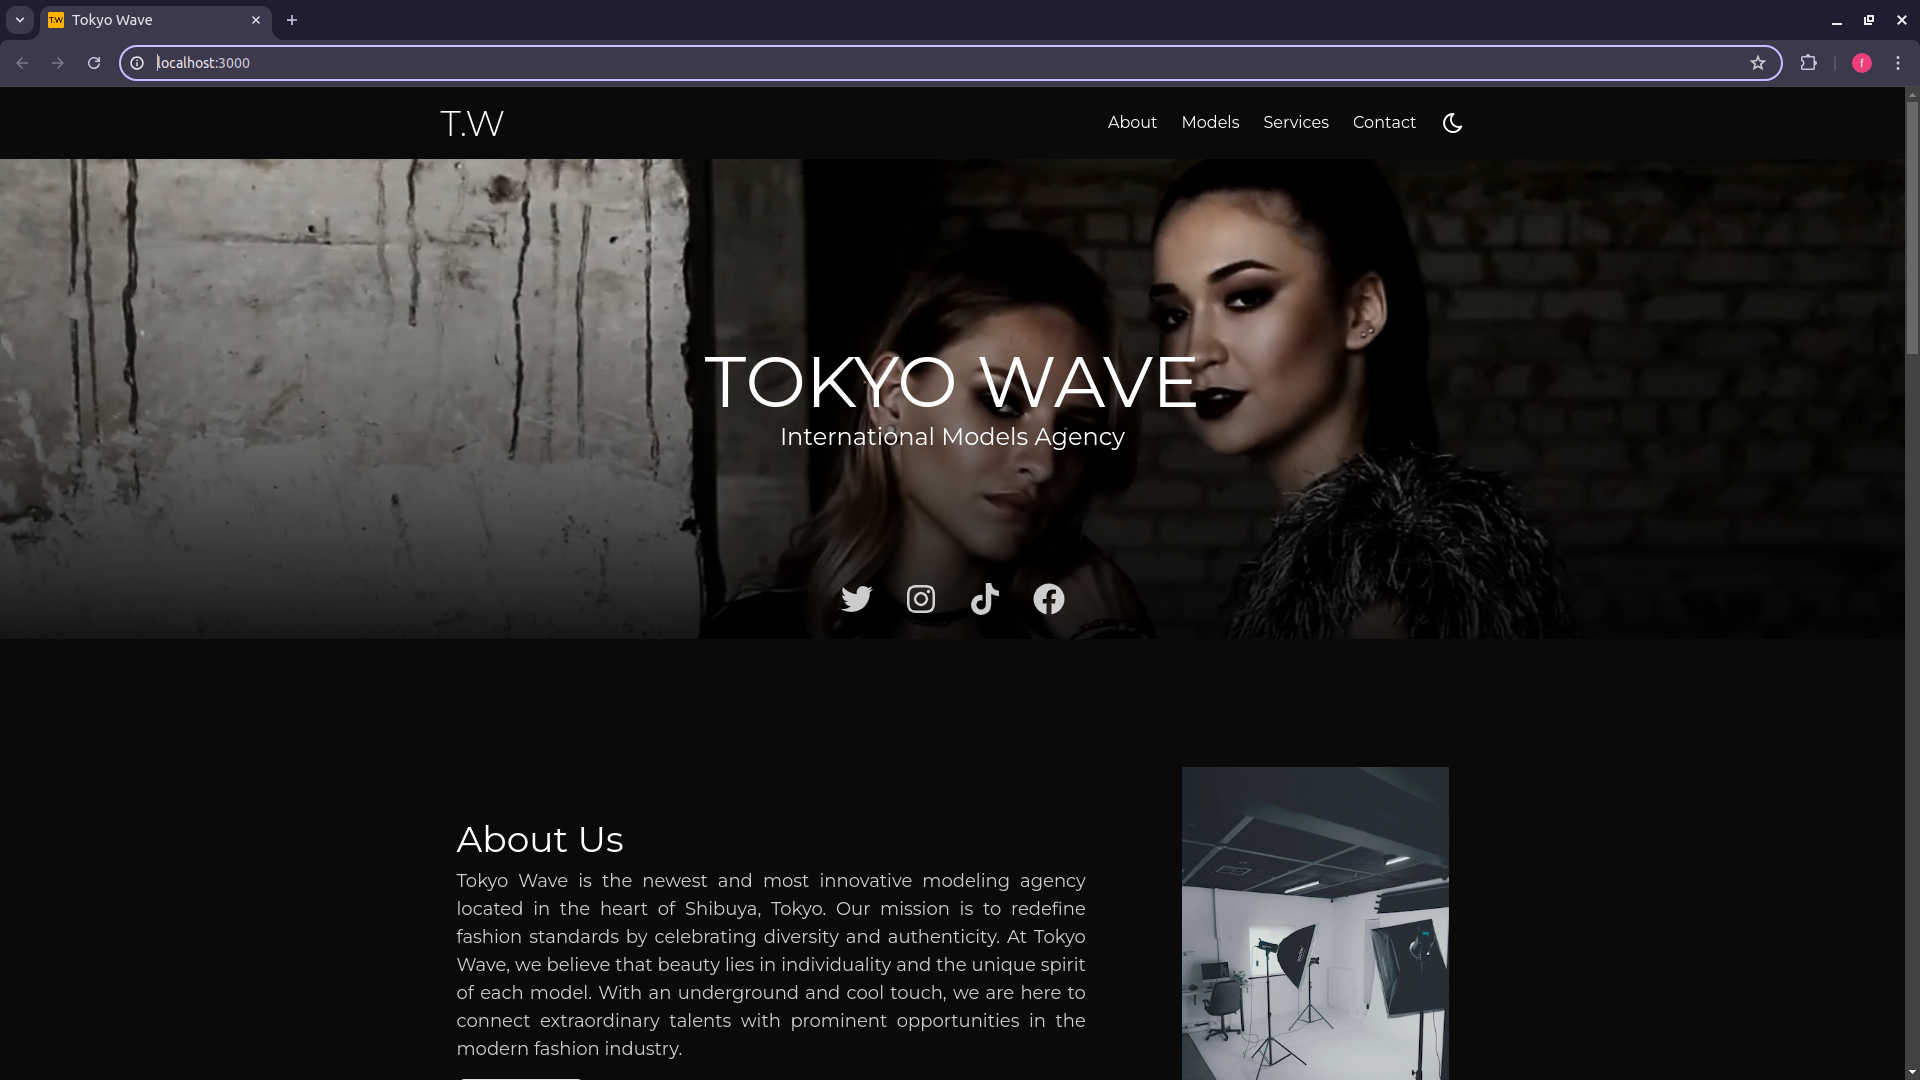 T.W
Tokyo Wave
localhost:3000
f
T.W
About
Models
Services
Contact
TOKYO WAVE
International Models Agency
About Us
Tokyo Wave is the newest and most innovative modeling agency
located in the heart of Shibuya, Tokyo. Our mission is to redefine
fashion standards by celebrating diversity and authenticity. At Tokyo
Wave, we believe that beauty lies in individuality and the unique spirit
of each model. With an underground and cool touch, we are here to
connect extraordinary talents with prominent opportunities in the
modern fashion industry.